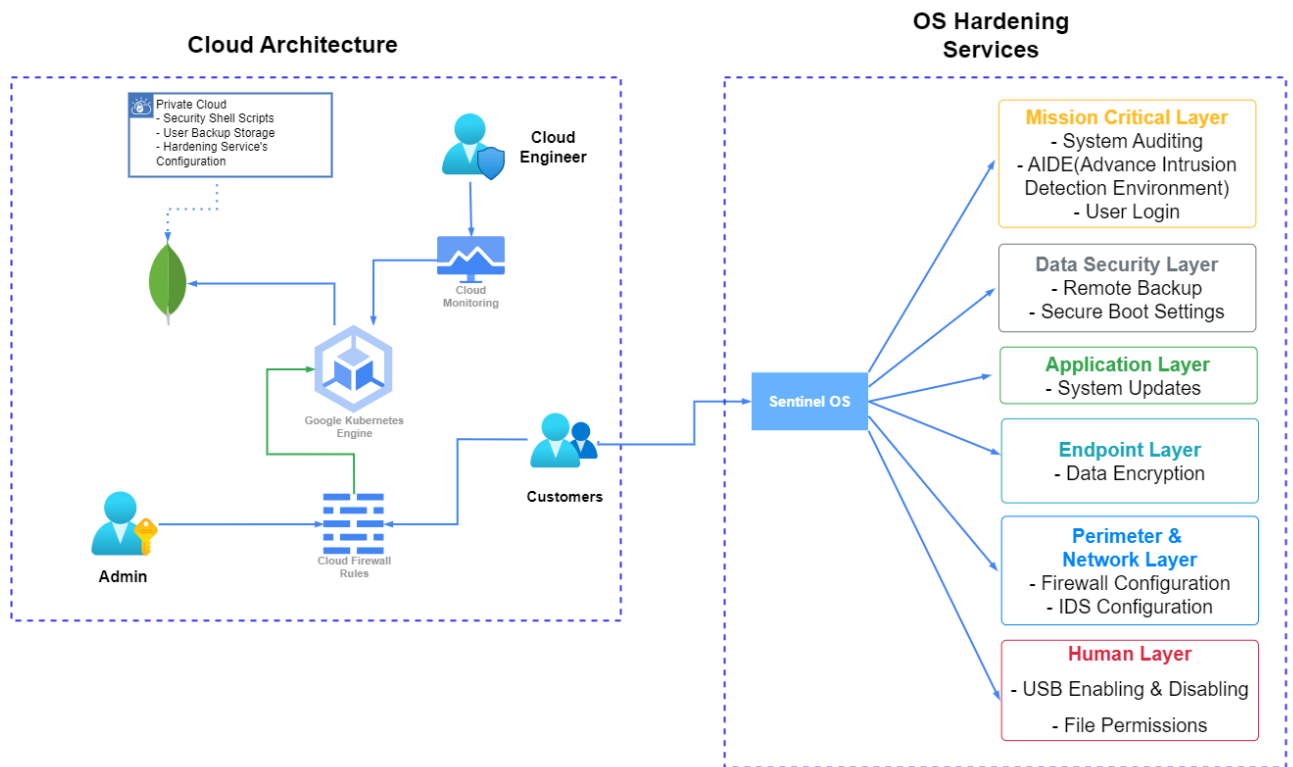 Cloud Architecture
Private Cloud
- Security Shell Scripts
- User Backup Storage
- Hardening Service's
Configuration
Cloud
Engineer
Cloud
Monitoring
Google Kubernetes
Engine
Customers
Admin
Cloud Firewall
Rules
OS Hardening
Services
Sentinel OS
Mission Critical Layer
- System Auditing
- AIDE(Advance Intrusion
Detection Environment)
- User Login
Data Security Layer
- Remote Backup
- Secure Boot Settings
Application Layer
- System Updates
Endpoint Layer
- Data Encryption
Perimeter &
Network Layer
- Firewall Configuration
- IDS Configuration
Human Layer
- USB Enabling & Disabling
- File Permissions